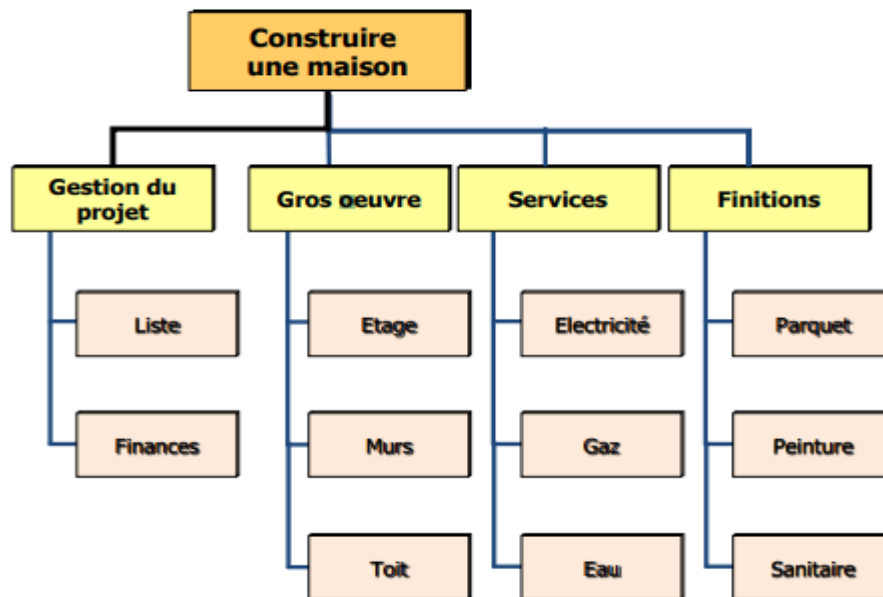 Construire
une maison
Gestion du
projet
Gros oeuvre
Services
Finitions
Liste
Etage
Electricité
Parquet
Finances
Murs
Gaz
Peinture
Toit
Eau
Sanitaire